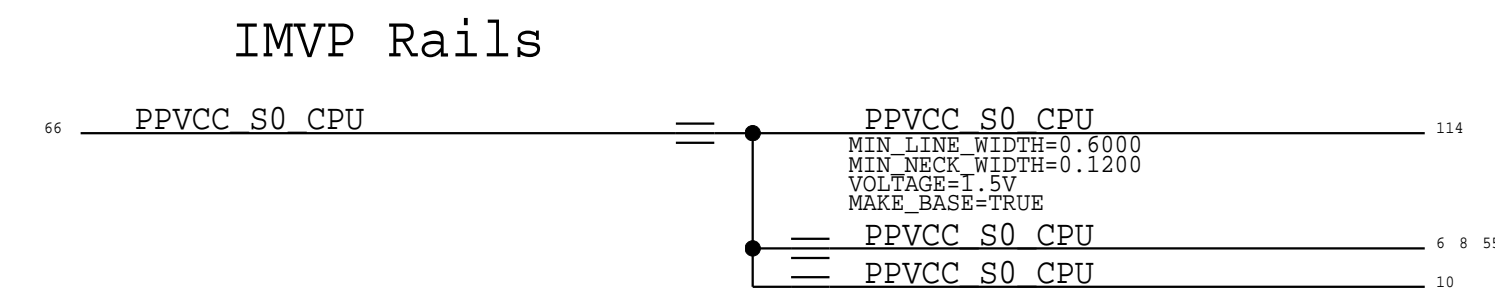 IMVP Rails
66 PPVCC_S0_CPU PPVCC_S0_CPU 114
MIN_LINE_WIDTH=0.6000
MIN_NECK_WIDTH=0.1200
VOLTAGE=1.5V
MAKE_BASE=TRUE
PPVCC_S0_CPU 6 8 55
PPVCC_S0_CPU 10